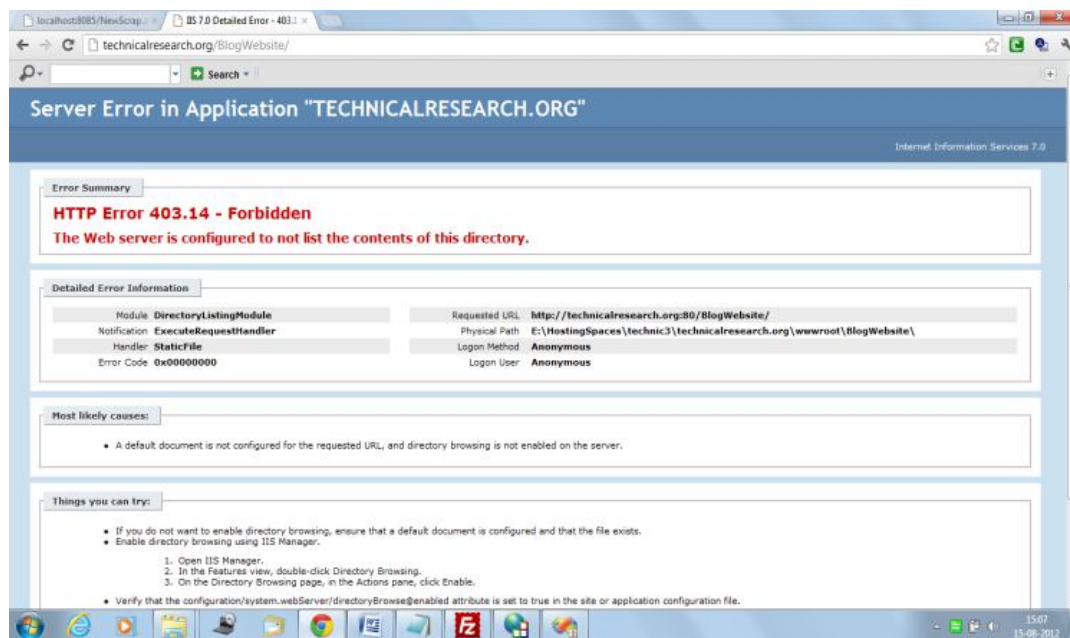 localhost:8085/NewScrap...
IIS 7.0 Detailed Error - 403.1
technicalresearch.org/BlogWebsite/
Search
Server Error in Application "TECHNICALRESEARCH.ORG"
Internet Information Services 7.0
Error Summary
HTTP Error 403.14 - Forbidden
The Web server is configured to not list the contents of this directory.
Detailed Error Information
Module DirectoryListingModule
Notification ExecuteRequestHandler
Handler StaticFile
Error Code 0x00000000
Requested URL http://technicalresearch.org:80/BlogWebsite/
Physical Path E:\HostingSpaces\technic3\technicalresearch.org\wwwroot\BlogWebsite\
Logon Method Anonymous
Logon User Anonymous
Most likely causes:
• A default document is not configured for the requested URL, and directory browsing is not enabled on the server.
Things you can try:
• If you do not want to enable directory browsing, ensure that a default document is configured and that the file exists.
• Enable directory browsing using IIS Manager.
1. Open IIS Manager.
2. In the Features view, double-click Directory Browsing.
3. On the Directory Browsing page, in the Actions pane, click Enable.
• Verify that the configuration/system.webServer/directoryBrowse@enabled attribute is set to true in the site or application configuration file.
15:07
15-08-2012